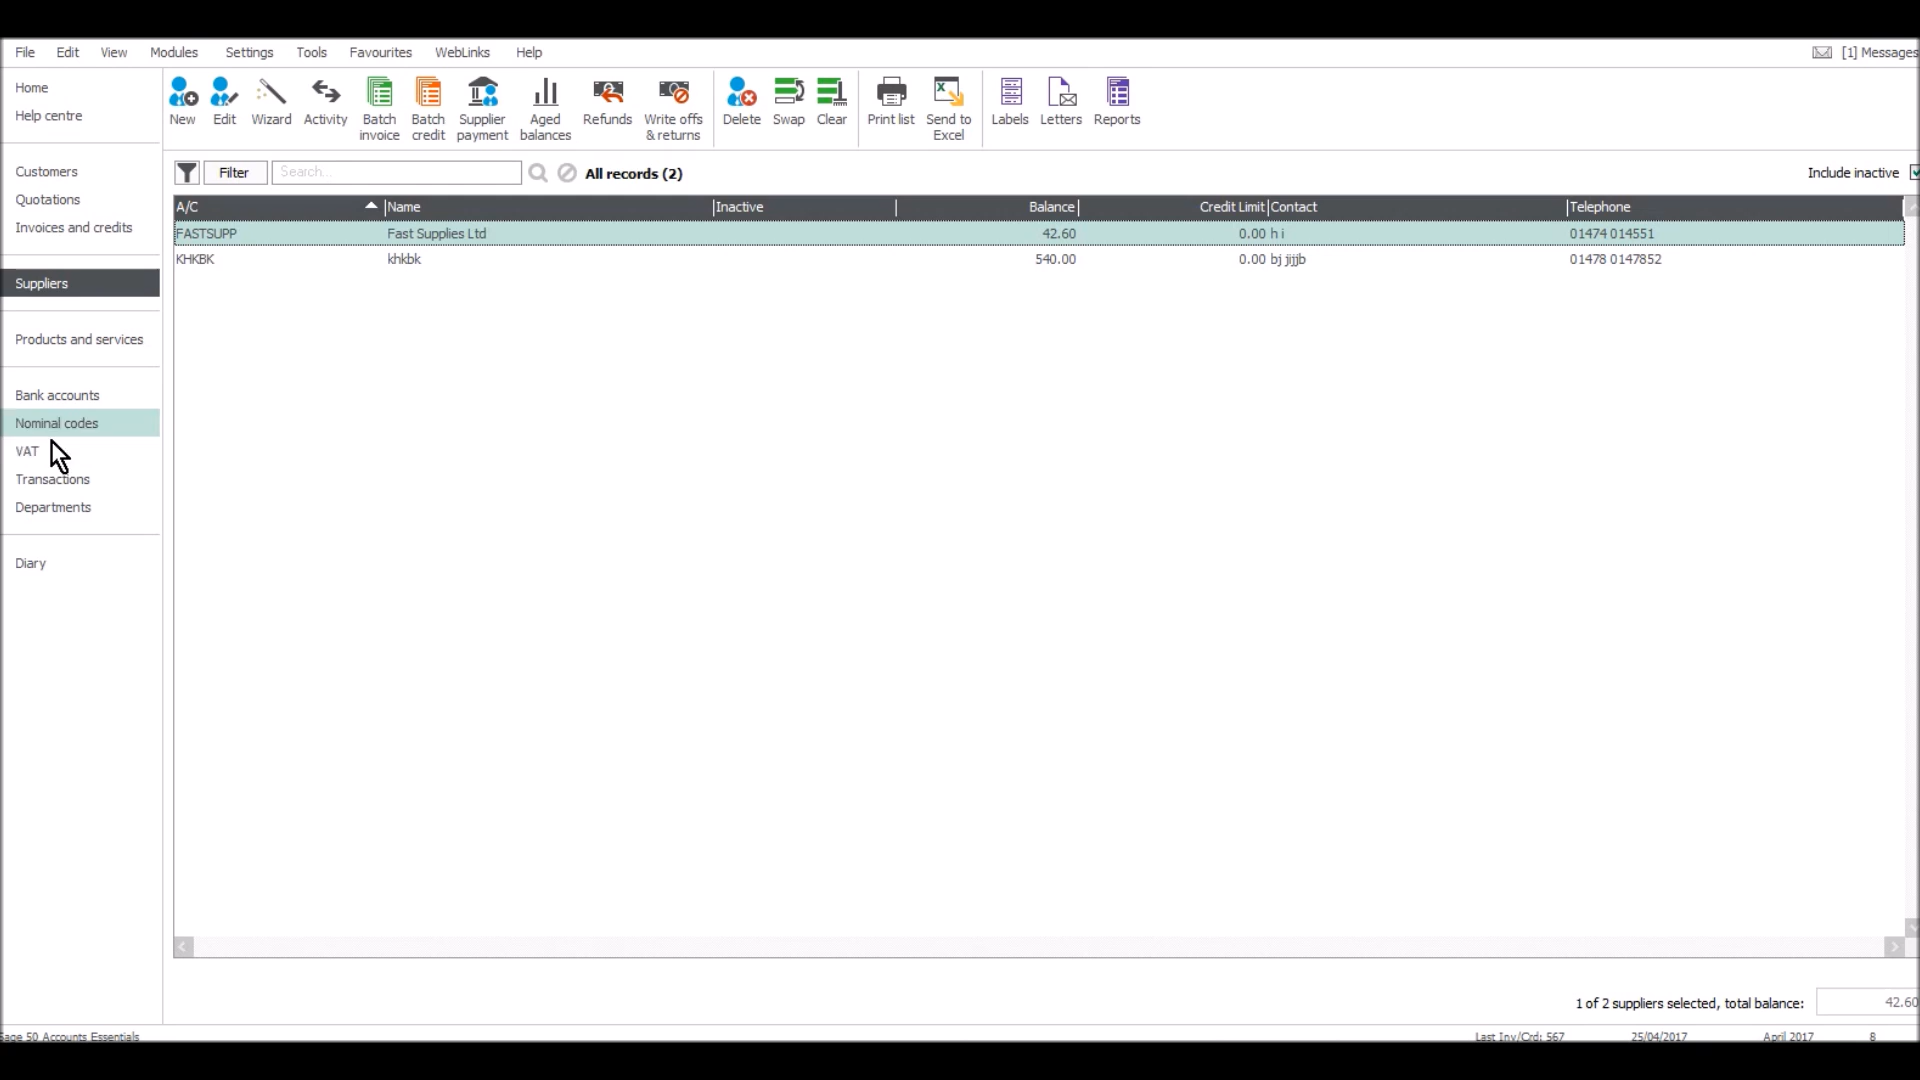 File Edit View Modules Settings Tools Favourites WebLinks Help [1] Messages
Home
Help centre
Customers
Quotations
Invoices and credits
Suppliers
Products and services
Bank accounts
Nominal codes
VAT
Transactions
Departments
Diary
New Edit Wizard Activity Batch invoice Batch credit Supplier payment Aged balances Refunds Write offs & returns Delete Swap Clear Print list Send to Excel Labels Letters Reports
Filter Search... All records (2) Include inactive
A/C Name Inactive Balance Credit Limit Contact Telephone
FASTSUPP Fast Supplies Ltd 42.60 0.00 h i 01474 014551
KHKBK khkbk 540.00 0.00 bj jijjb 01478 0147852
1 of 2 suppliers selected, total balance: 42.60
Sage 50 Accounts Essentials Last Inv/Crd: 567 25/04/2017 April 2017 8